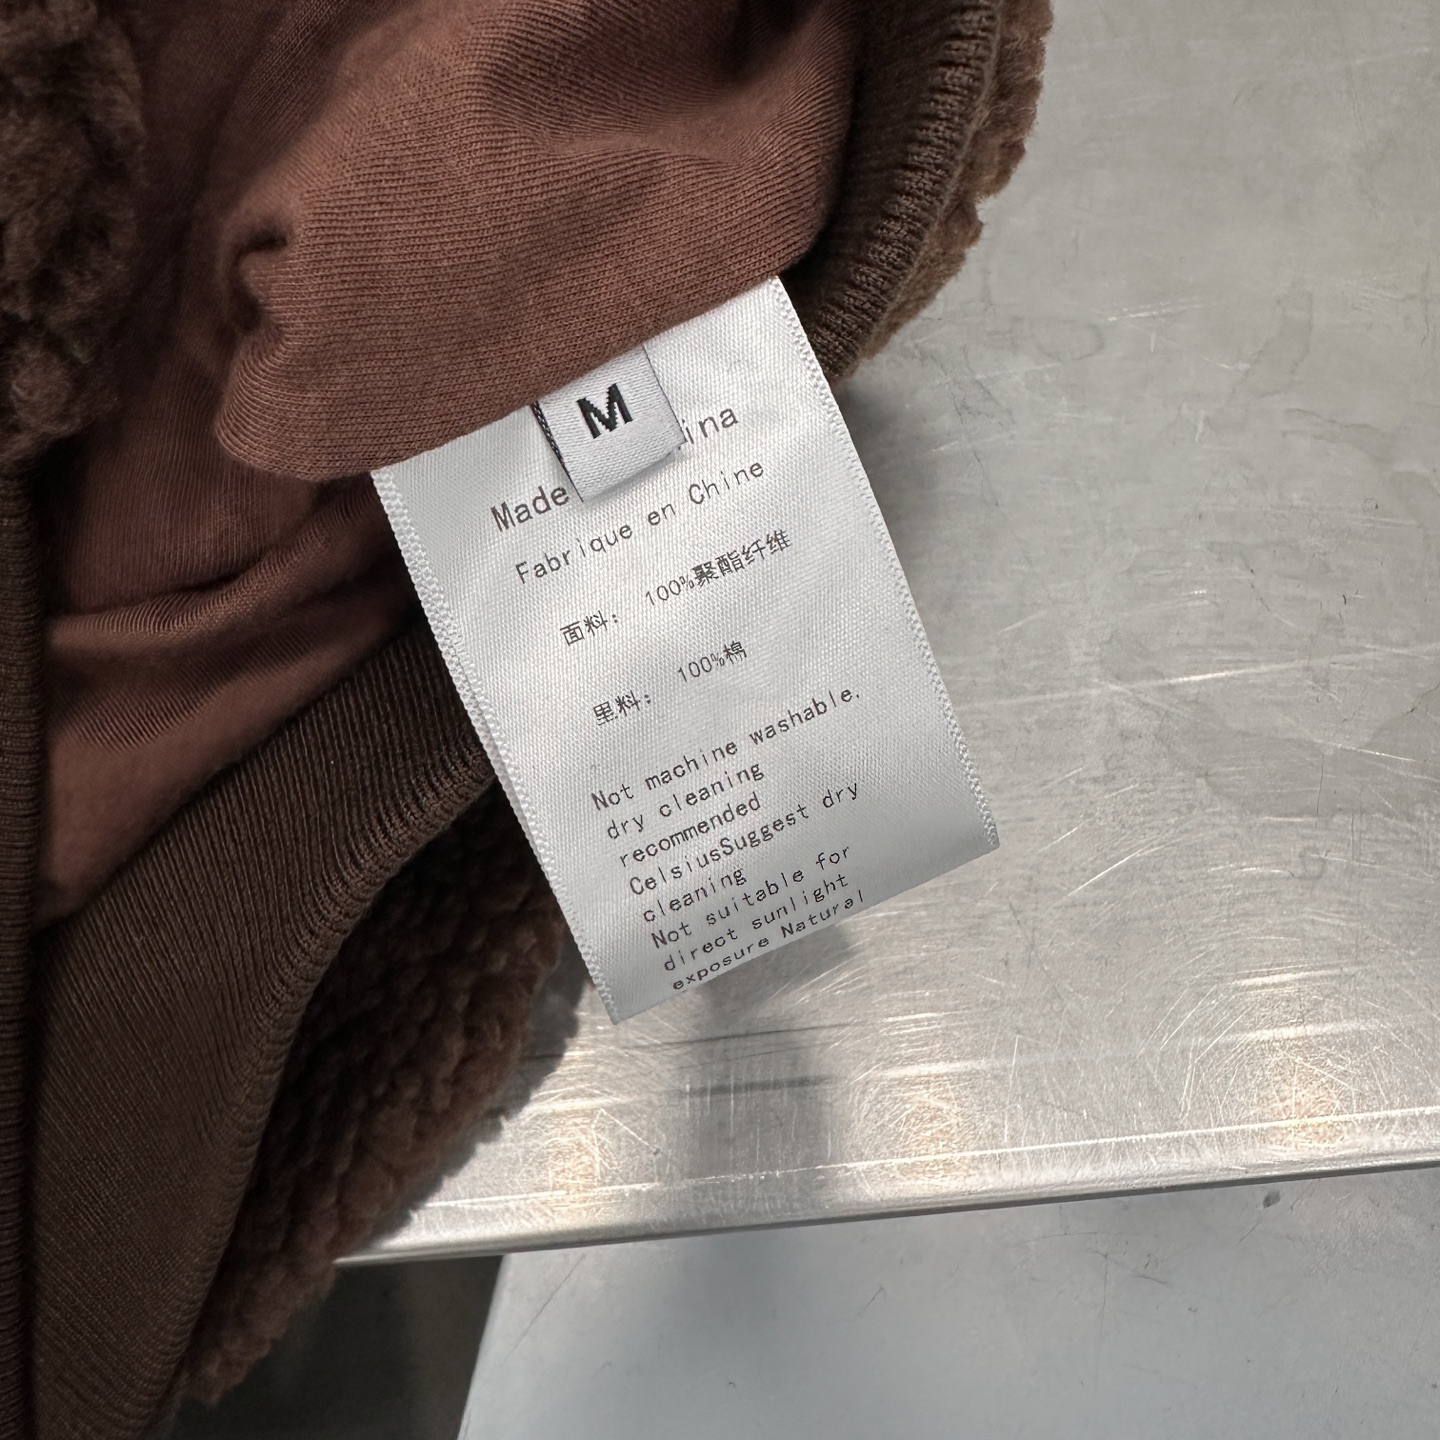 M
Made ina
Fabrique en Chine
面料： 100%聚酯纤维
里料： 100%棉
Not machine washable.
dry cleaning
recommended
CelsiusSuggest dry
cleaning
Not suitable for
direct sunlight
exposure Natural